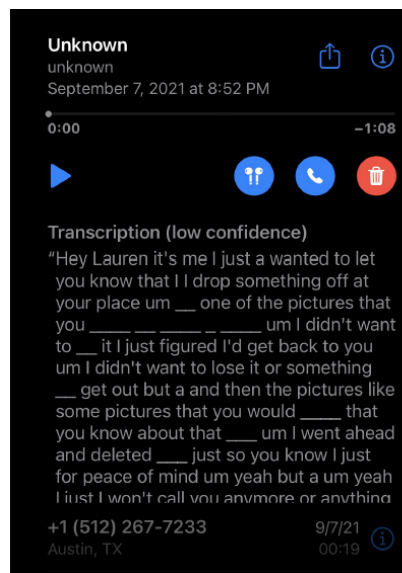 Unknown
unknown
September 7, 2021 at 8:52 PM
0:00 −1:08
Transcription (low confidence)
“Hey Lauren it's me I just a wanted to let
you know that I I drop something off at
your place um __ one of the pictures that
you ____ __ ____ _ ____ um I didn't want
to __ it I just figured I'd get back to you
um I didn't want to lose it or something
__ get out but a and then the pictures like
some pictures that you would ____ that
you know about that ___ um I went ahead
and deleted ___ just so you know I just
for peace of mind um yeah but a um yeah
I just I won't call you anymore or anything
+1 (512) 267-7233 9/7/21
Austin, TX 00:19